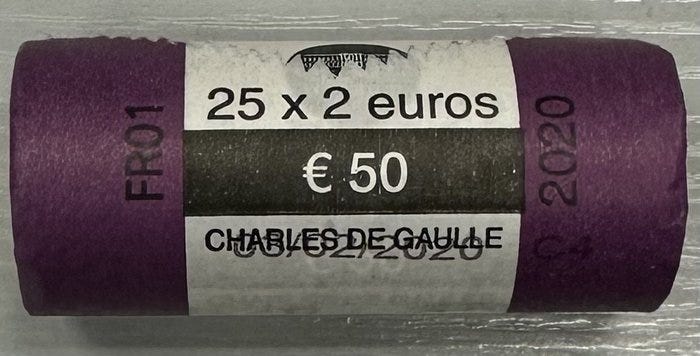 FR01
25 x 2 euros
€ 50
CHARLES DE GAULLE
2020